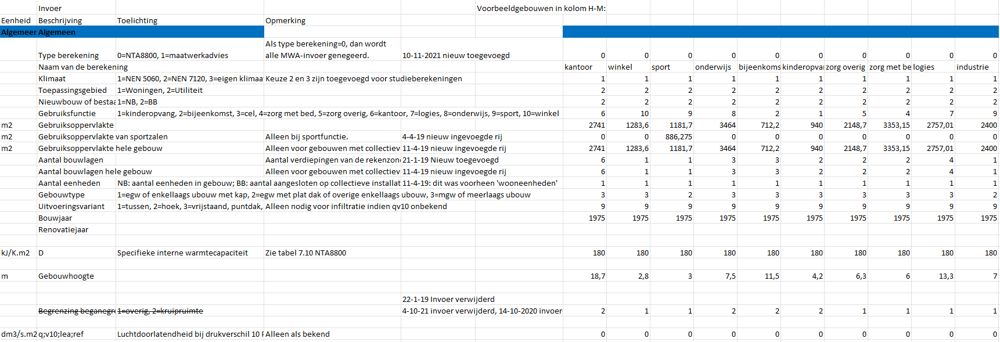 Invoer Voorbeeldgebouwen in kolom H-M:
Eenheid Beschrijving Toelichting Opmerking
Algemeer Algemeen
Als type berekening=0, dan wordt
Type berekening 0=NTA8800, 1=maatwerkadvies alle MWA-invoer genegeerd. 10-11-2021 nieuw toegevoegd 0 0 0 0 0 0 0 0 0 0
Naam van de berekening kantoor winkel sport onderwijs bijeenkoms kinderopvai zorg overig zorg met be logies industrie
Klimaat 1=NEN 5060, 2=NEN 7120, 3=eigen klimaa Keuze 2 en 3 zijn toegevoegd voor studieberekeningen 1 1 1 1 1 1 1 1 1 1
Toepassingsgebied 1=Woningen, 2=Utiliteit 2 2 2 2 2 2 2 2 2 2
Nieuwbouw of bestaa 1=NB, 2=BB 2 2 2 2 2 2 2 2 2 2
Gebruiksfunctie 1=kinderopvang, 2=bijeenkomst, 3=cel, 4=zorg met bed, 5=zorg overig, 6=kantoor, 7=logies, 8=onderwijs, 9=sport, 10=winkel 6 10 9 8 2 1 5 4 7 9
m2 Gebruiksoppervlakte 2741 1283,6 1181,7 3464 712,2 940 2148,7 3353,15 2757,01 2400
m2 Gebruiksoppervlakte van sportzalen Alleen bij sportfunctie. 4-4-19 nieuw ingevoegde rij 0 0 886,275 0 0 0 0 0 0 0
m2 Gebruiksoppervlakte hele gebouw Alleen voor gebouwen met collectiev 11-4-19 nieuw ingevoegde rij 2741 1283,6 1181,7 3464 712,2 940 2148,7 3353,15 2757,01 2400
Aantal bouwlagen Aantal verdiepingen van de rekenzon 21-1-19 Nieuw toegevoegd 6 1 1 3 3 2 2 2 4 1
Aantal bouwlagen hele gebouw Alleen voor gebouwen met collectiev 11-4-19 nieuw ingevoegde rij 6 1 1 3 3 2 2 2 4 1
Aantal eenheden NB: aantal eenheden in gebouw; BB: aantal aangesloten op collectieve installat 11-4-19: dit was voorheen 'wooneenheden' 1 1 1 1 1 1 1 1 1 1
Gebouwtype 1=egw of enkellaags ubouw met kap, 2=egw met plat dak of overige enkellaags ubouw, 3=mgw of meerlaags ubouw 3 3 2 3 3 3 3 3 3 2
Uitvoeringsvariant 1=tussen, 2=hoek, 3=vrijstaand, puntdak, Alleen nodig voor infiltratie indien qv10 onbekend 9 9 9 9 9 9 9 9 9 9
Bouwjaar 1975 1975 1975 1975 1975 1975 1975 1975 1975 1975
Renovatiejaar
kJ/K.m2 D Specifieke interne warmtecapaciteit Zie tabel 7.10 NTA8800 180 180 180 180 180 180 180 180 180 180
m Gebouwhoogte 18,7 2,8 3 7,5 11,5 4,2 6,3 6 13,3 7
22-1-19 Invoer verwijderd
Begrenzing beganegro 1=overig, 2=kruipruimte 4-10-21 invoer verwijderd, 14-10-2020 invoer 2 1 1 2 2 2 1 1 1 1
dm3/s.m2 q;v10;lea;ref Luchtdoorlatendheid bij drukverschil 10 P Alleen als bekend 0 0 0 0 0 0 0 0 0 0